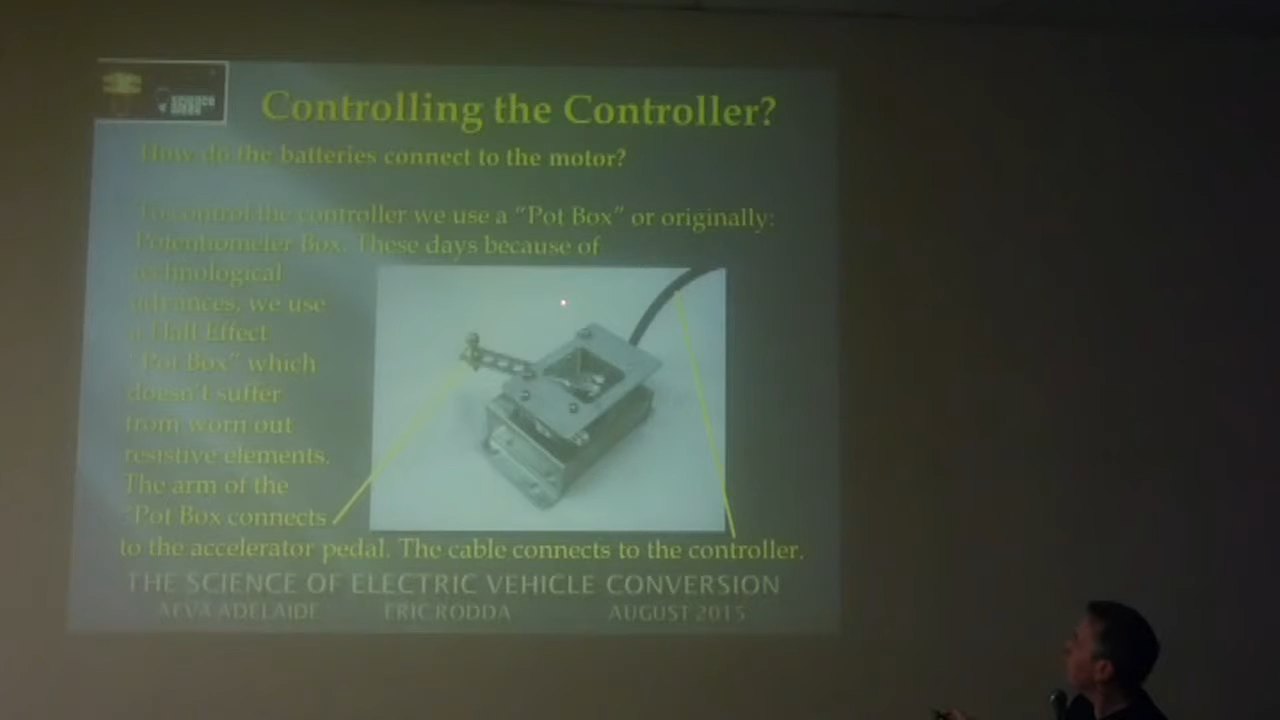 SCIENCE WEEK
Controlling the Controller?
How do the batteries connect to the motor?
To control the controller we use a “Pot Box” or originally:
Potentiometer Box. These days because of
technological
advances, we use
a Hall Effect
“Pot Box” which
doesn't suffer
from worn out
resistive elements.
The arm of the
“Pot Box connects
to the accelerator pedal. The cable connects to the controller.
THE SCIENCE OF ELECTRIC VEHICLE CONVERSION
AEVA ADELAIDE ERIC RODDA AUGUST 2015